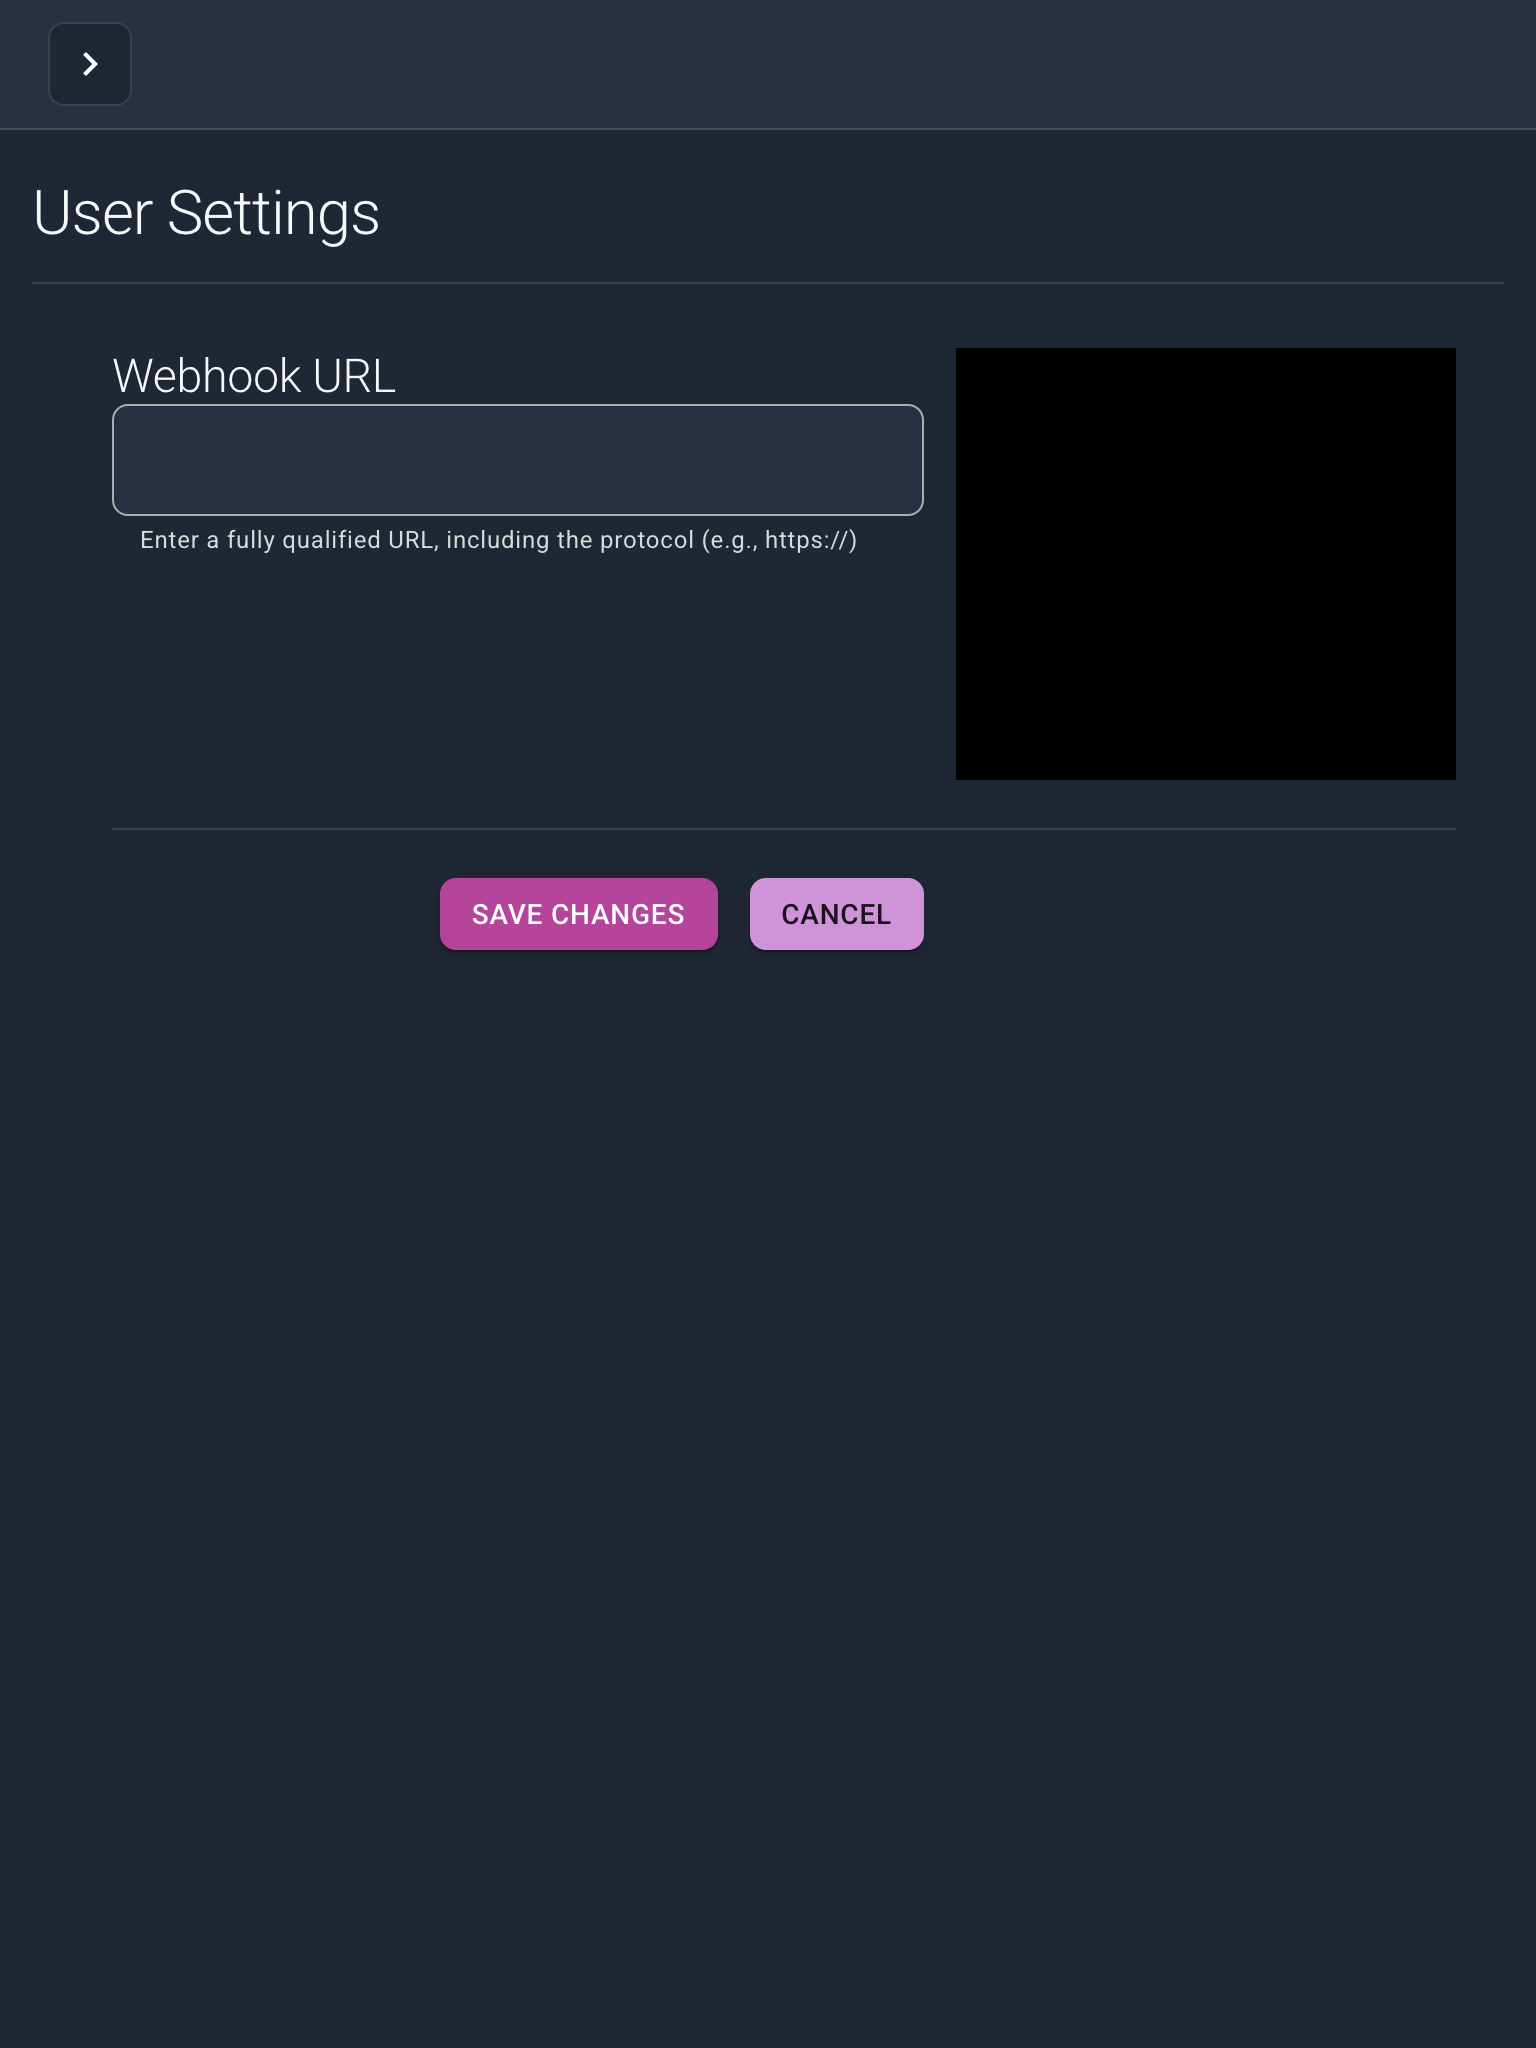 User Settings
Webhook URL
Enter a fully qualified URL, including the protocol (e.g., https://)
SAVE CHANGES
CANCEL